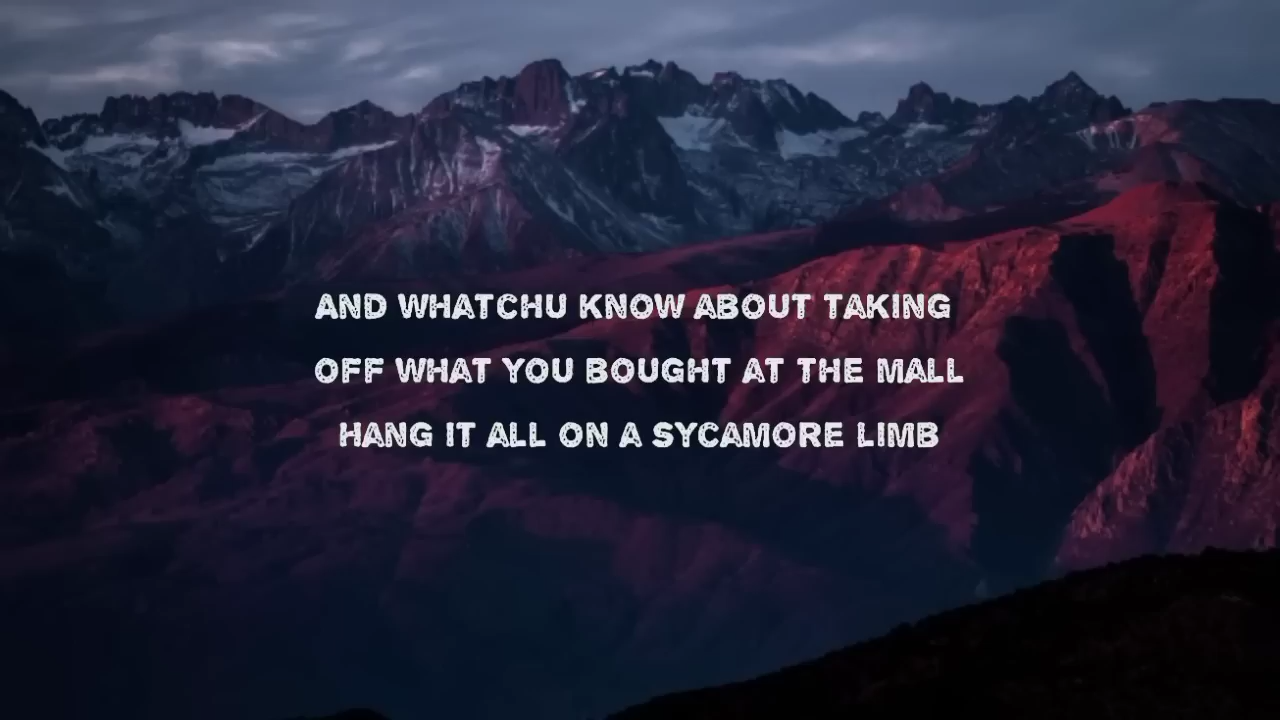 AND WHATCHU KNOW ABOUT TAKING
OFF WHAT YOU BOUGHT AT THE MALL
HANG IT ALL ON A SYCAMORE LIMB